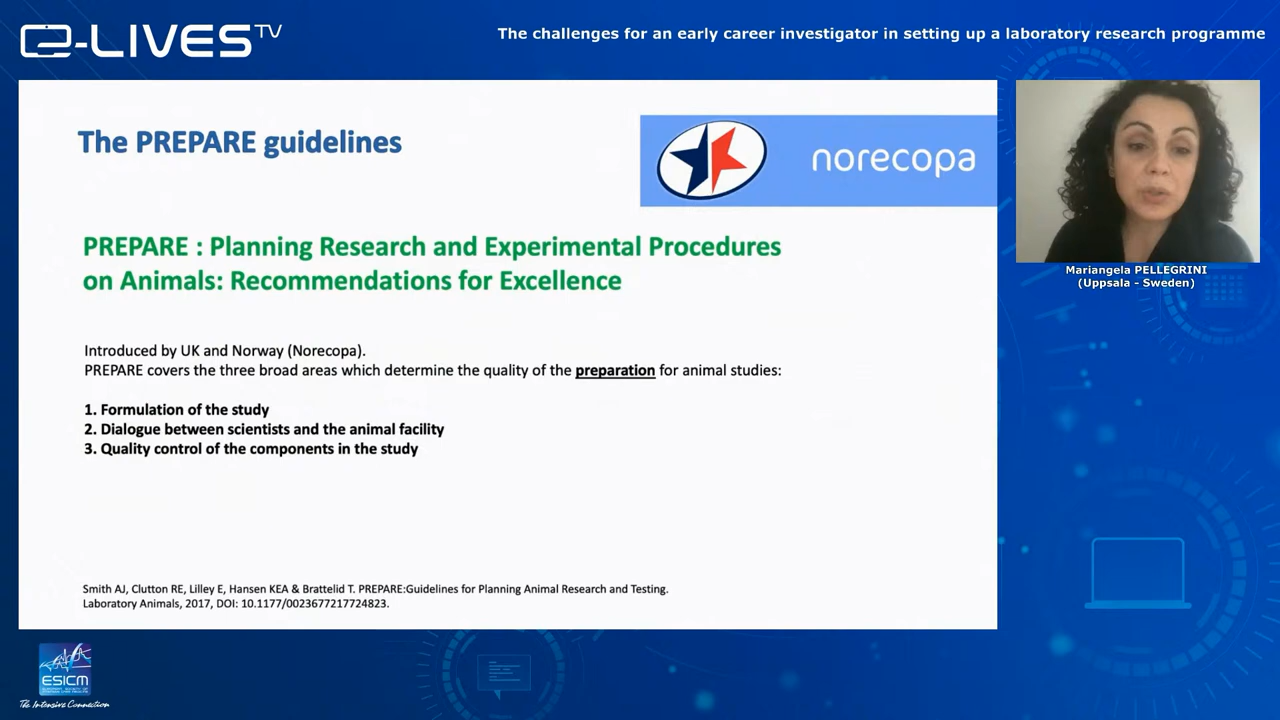 e-LIVES TV
The challenges for an early career investigator in setting up a laboratory research programme
The PREPARE guidelines
norecopa
PREPARE : Planning Research and Experimental Procedures
on Animals: Recommendations for Excellence
Introduced by UK and Norway (Norecopa).
PREPARE covers the three broad areas which determine the quality of the preparation for animal studies:
1. Formulation of the study
2. Dialogue between scientists and the animal facility
3. Quality control of the components in the study
Smith AJ, Clutton RE, Lilley E, Hansen KEA & Brattelid T. PREPARE:Guidelines for Planning Animal Research and Testing.
Laboratory Animals, 2017, DOI: 10.1177/0023677217724823.
Mariangela PELLEGRINI
(Uppsala - Sweden)
ESICM
The Intensive Connection